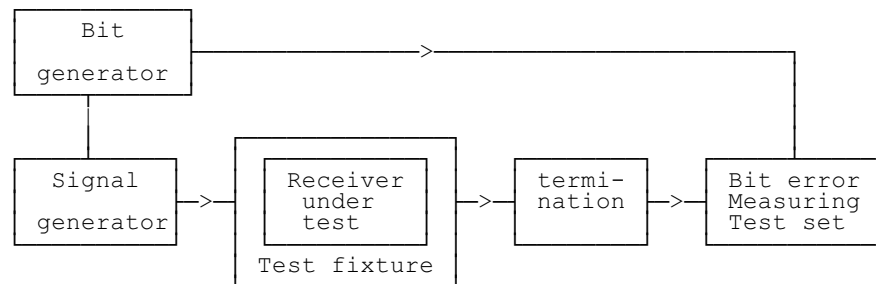 Bit
generator
Signal
generator
Receiver
under
test
Test fixture
termi-
nation
Bit error
Measuring
Test set